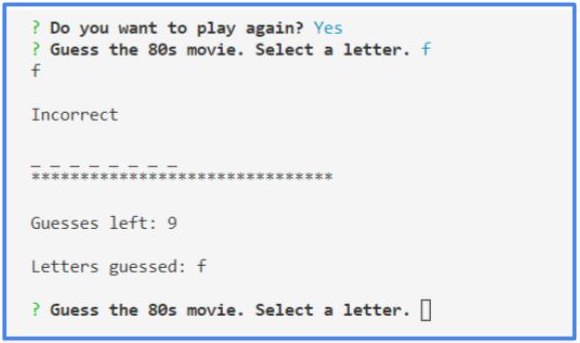 ? Do you want to play again? Yes
? Guess the 80s movie. Select a letter. f
f
Incorrect
_ _ _ _ _ _ _ _
*******************************
Guesses left: 9
Letters guessed: f
? Guess the 80s movie. Select a letter.